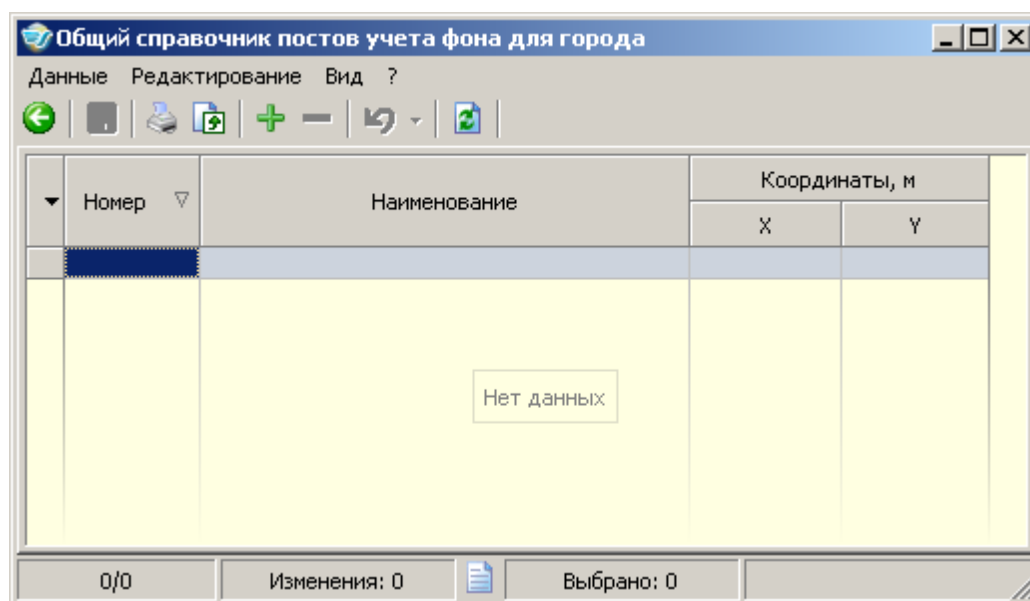 Общий справочник постов учета фона для города
Данные Редактирование Вид ?
Номер Наименование Координаты, м
X Y
Нет данных
0/0 Изменения: 0 Выбрано: 0